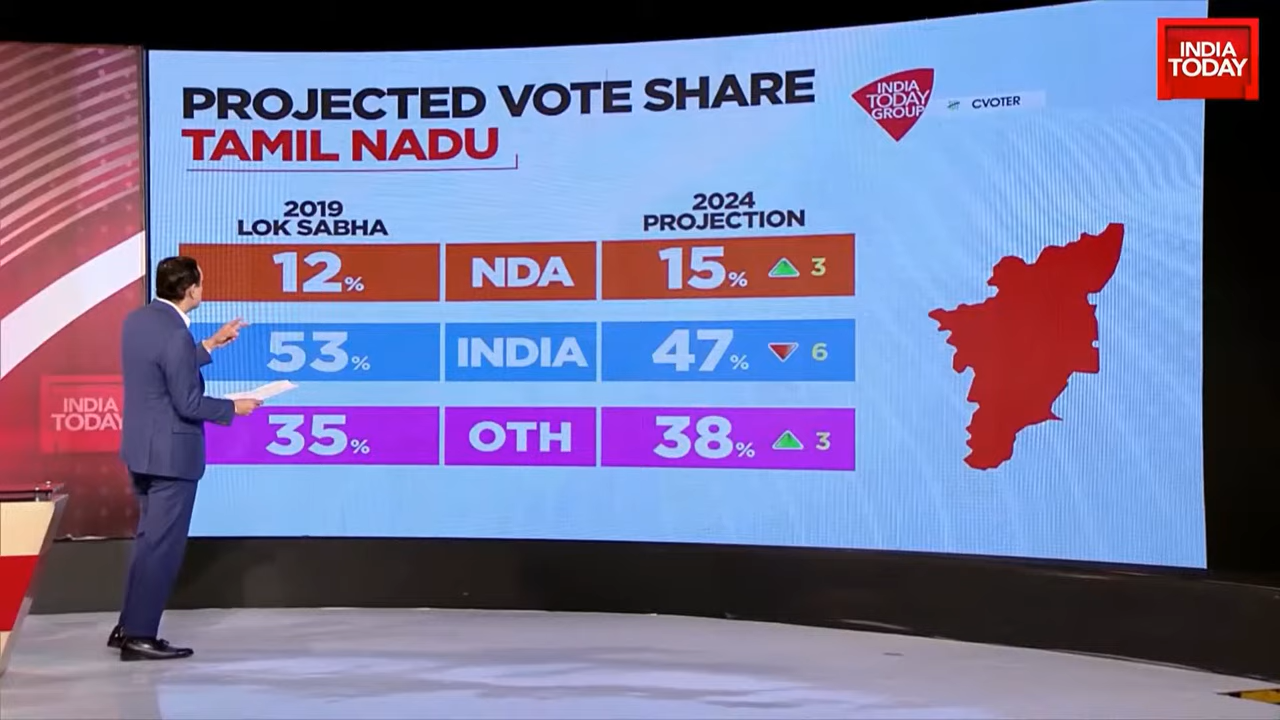 INDIA
TODAY
PROJECTED VOTE SHARE
TAMIL NADU
INDIA
TODAY
GROUP
CVOTER
2019
LOK SABHA
2024
PROJECTION
12% NDA 15% ▲ 3
53% INDIA 47% ▼ 6
35% OTH 38% ▲ 3
INDIA
TODAY